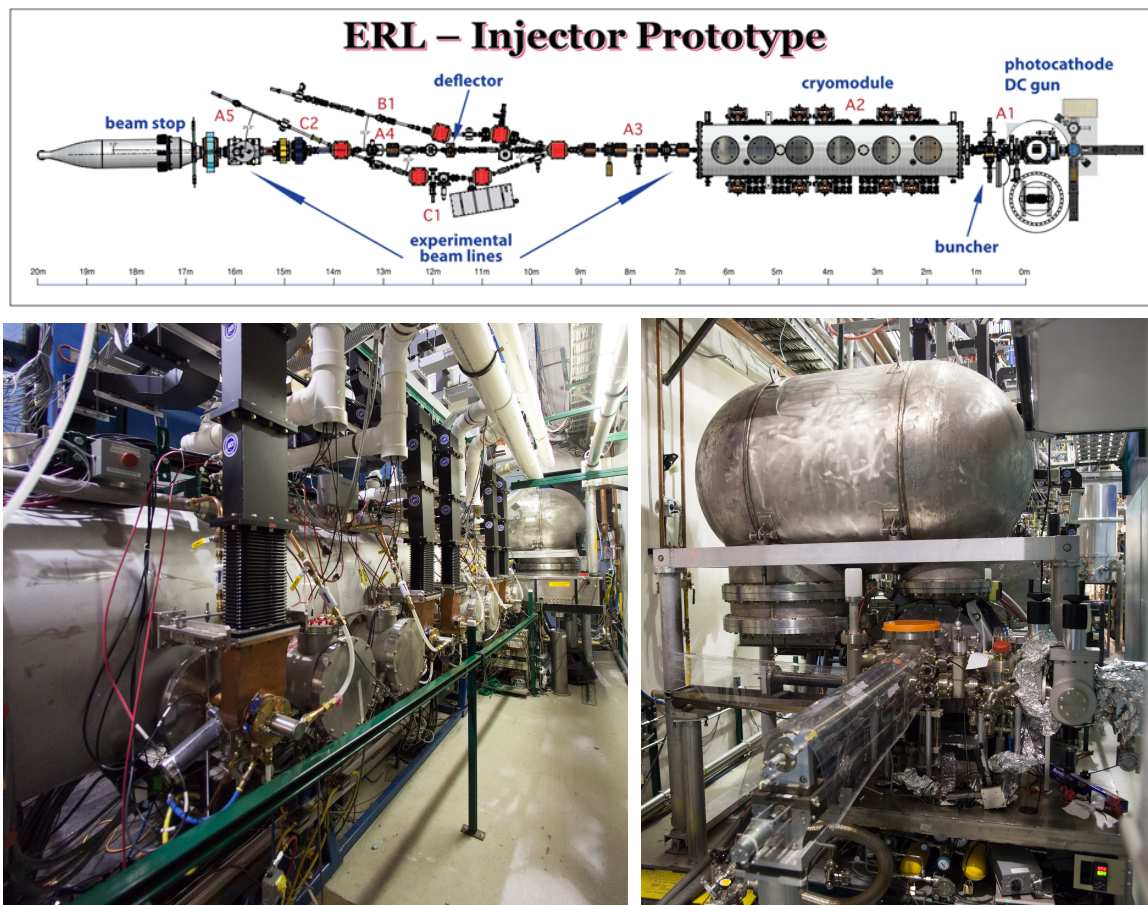 ERL – Injector Prototype
photocathode
DC gun
cryomodule
deflector
beam stop
A5
C2
B1
A4
A3
A2
A1
C1
experimental
beam lines
buncher
20m 19m 18m 17m 16m 15m 14m 13m 12m 11m 10m 9m 8m 7m 6m 5m 4m 3m 2m 1m 0m